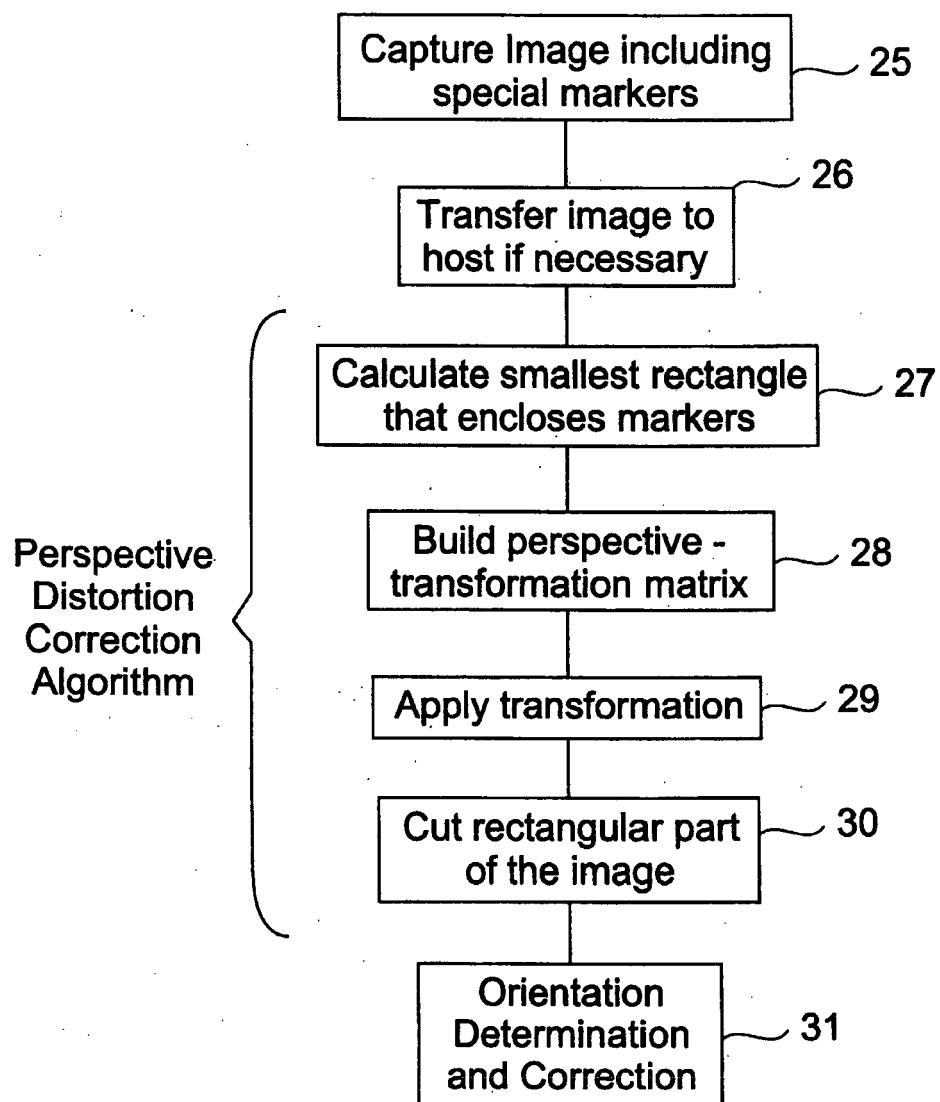 Capture Image including
special markers
25
26
Transfer image to
host if necessary
Calculate smallest rectangle
that encloses markers
27
Perspective
Distortion
Correction
Algorithm
Build perspective -
transformation matrix
28
Apply transformation
29
Cut rectangular part
of the image
30
Orientation
Determination
and Correction
31